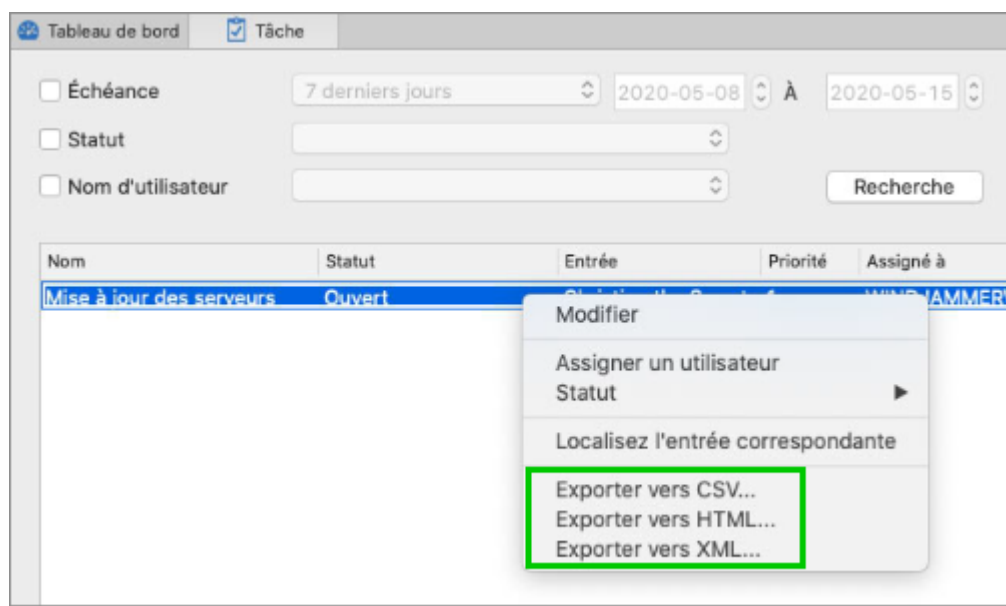 Tableau de bord Tâche
Échéance 7 derniers jours 2020-05-08 À 2020-05-15
Statut
Nom d'utilisateur Recherche
Nom Statut Entrée Priorité Assigné à
Mise à jour des serveurs Ouvert
Modifier
Assigner un utilisateur
Statut
Localisez l'entrée correspondante
Exporter vers CSV...
Exporter vers HTML...
Exporter vers XML...